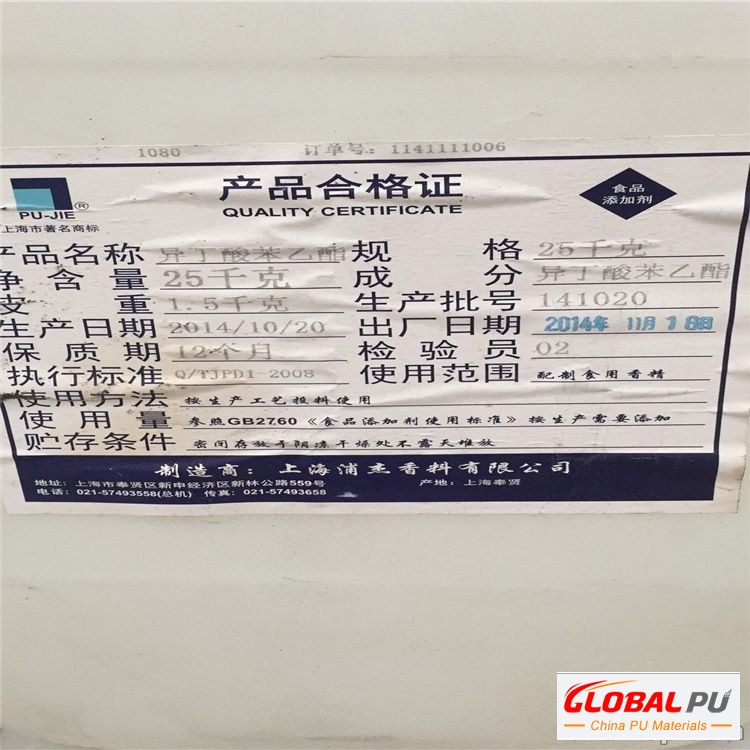 1080 订单号: 1141111006
PU-JIE ®
上海市著名商标
产品合格证
QUALITY CERTIFICATE
食品
添加剂
产品名称 异丁酸苯乙酯 规格 25千克
净含量 25千克 成分 异丁酸苯乙酯
皮重 1.5千克 生产批号 141020
生产日期 2014/10/20 出厂日期 2014年 11月 18日
保质期 12个月 检验员 02
执行标准 Q/TJPD1-2008 使用范围 配制食用香精
使用方法 按生产工艺投料使用
使用量 参照GB2760《食品添加剂使用标准》按生产需要添加
贮存条件 密闭存放于阴凉干燥处不露天堆放
制造商: 上海浦杰香料有限公司
地址: 上海市奉贤区新申经济区新林公路559号 产地: 上海奉贤
电话: 021-57493558(总机) 传真: 021-57493658
GLOBAL PU
China PU Materials